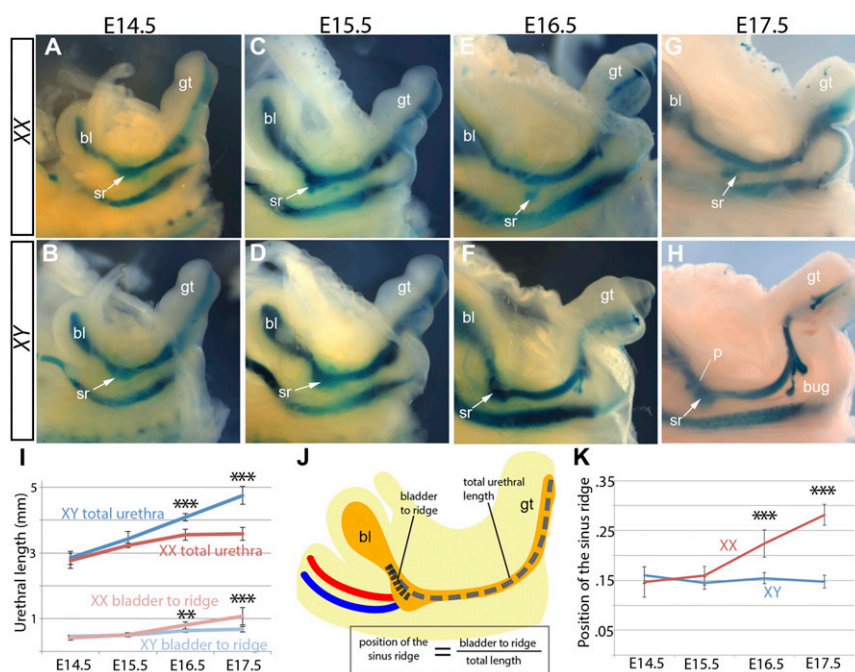 E14.5 E15.5 E16.5 E17.5
XX
A gt bl sr
C gt sr
E gt sr
G gt bl sr
XY
B gt bl sr
D gt bl sr
F gt bl sr
H gt p bug sr
I
Urethral length (mm)
5
3
1
XY total urethra
XX total urethra
XX bladder to ridge
XY bladder to ridge
*** ***
** ***
E14.5 E15.5 E16.5 E17.5
J
bladder to ridge
total urethral length
gt
bl
position of the sinus ridge = bladder to ridge / total length
K
Position of the sinus ridge
.35
.25
.15
.05
XX
XY
*** ***
E14.5 E15.5 E16.5 E17.5